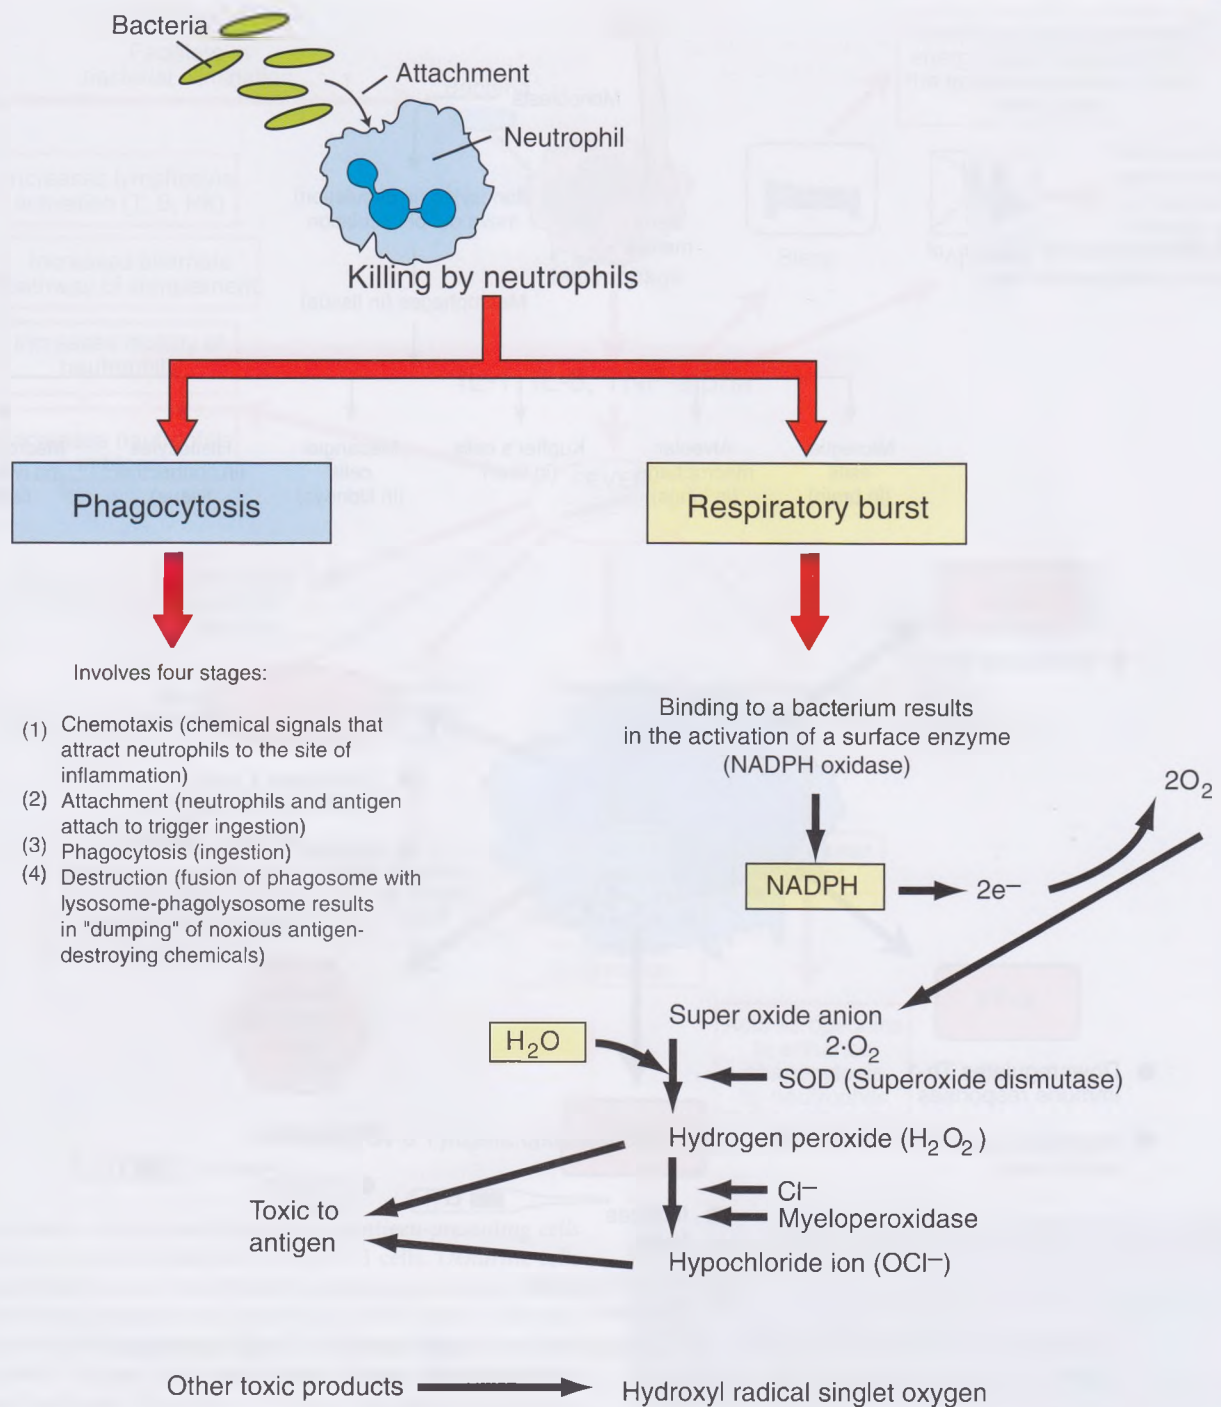 Bacteria
Attachment
Neutrophil
Killing by neutrophils
Phagocytosis
Respiratory burst
Involves four stages:
(1) Chemotaxis (chemical signals that
attract neutrophils to the site of
inflammation)
(2) Attachment (neutrophils and antigen
attach to trigger ingestion)
(3) Phagocytosis (ingestion)
(4) Destruction (fusion of phagosome with
lysosome-phagolysosome results
in "dumping" of noxious antigen-
destroying chemicals)
Binding to a bacterium results
in the activation of a surface enzyme
(NADPH oxidase)
2O₂
NADPH
2e⁻
Super oxide anion
2·O₂
H₂O
SOD (Superoxide dismutase)
Hydrogen peroxide (H₂O₂)
Cl⁻
Myeloperoxidase
Toxic to
antigen
Hypochloride ion (OCl⁻)
Other toxic products
Hydroxyl radical singlet oxygen